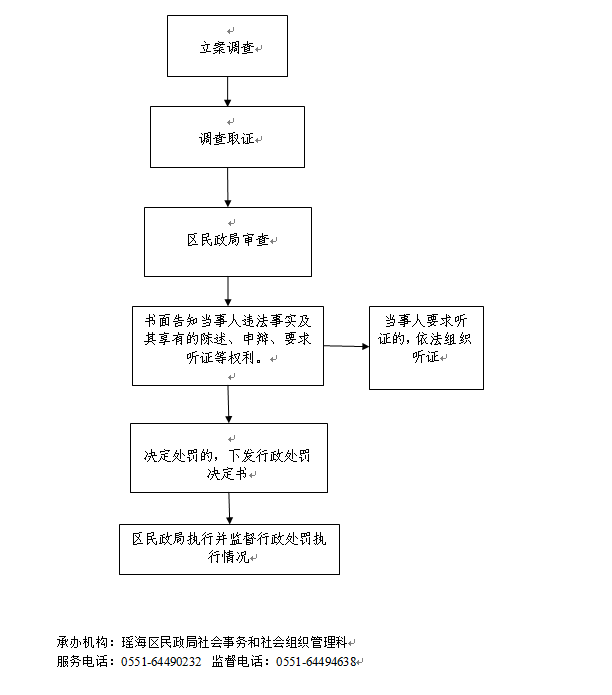 立案调查
调查取证
区民政局审查
书面告知当事人违法事实及
其享有的陈述、申辩、要求
听证等权利。
当事人要求听
证的，依法组织
听证
决定处罚的，下发行政处罚
决定书
区民政局执行并监督行政处罚执
行情况
承办机构：瑶海区民政局社会事务和社会组织管理科
服务电话：0551-64490232 监督电话：0551-64494638